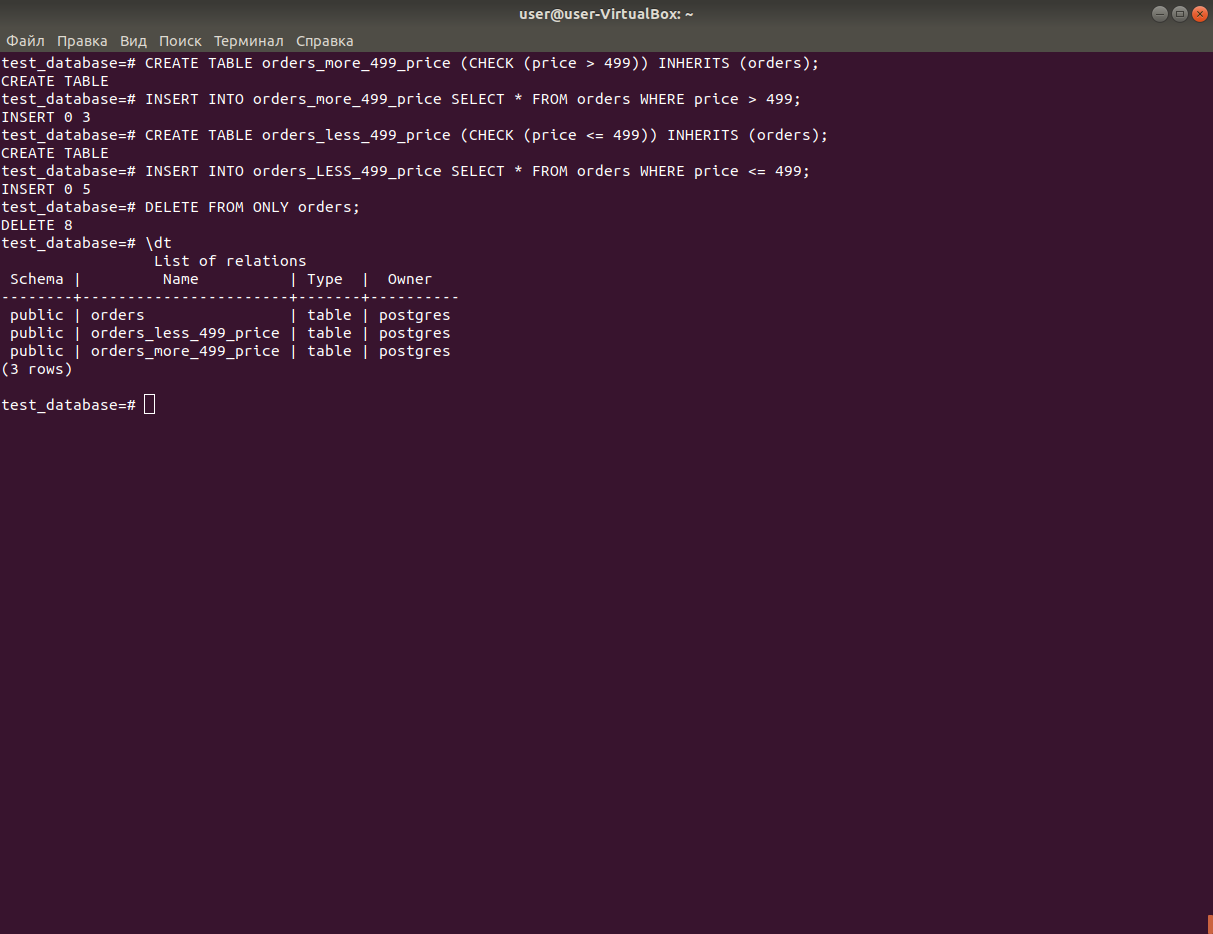 user@user-VirtualBox: ~
Файл Правка Вид Поиск Терминал Справка
test_database=# CREATE TABLE orders_more_499_price (CHECK (price > 499)) INHERITS (orders);
CREATE TABLE
test_database=# INSERT INTO orders_more_499_price SELECT * FROM orders WHERE price > 499;
INSERT 0 3
test_database=# CREATE TABLE orders_less_499_price (CHECK (price <= 499)) INHERITS (orders);
CREATE TABLE
test_database=# INSERT INTO orders_LESS_499_price SELECT * FROM orders WHERE price <= 499;
INSERT 0 5
test_database=# DELETE FROM ONLY orders;
DELETE 8
test_database=# \dt
                 List of relations
 Schema |         Name          | Type  |  Owner
--------+-----------------------+-------+----------
 public | orders                | table | postgres
 public | orders_less_499_price | table | postgres
 public | orders_more_499_price | table | postgres
(3 rows)
test_database=#